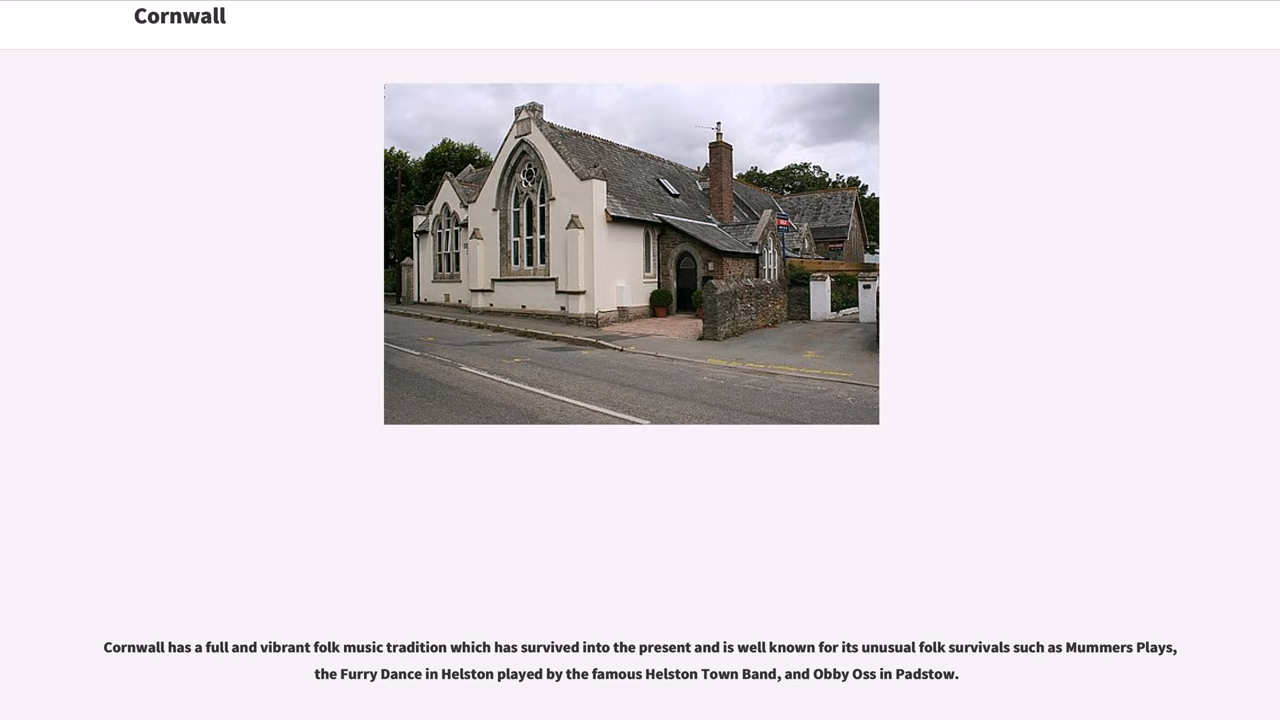 Cornwall
Cornwall has a full and vibrant folk music tradition which has survived into the present and is well known for its unusual folk survivals such as Mummers Plays,
the Furry Dance in Helston played by the famous Helston Town Band, and Obby Oss in Padstow.